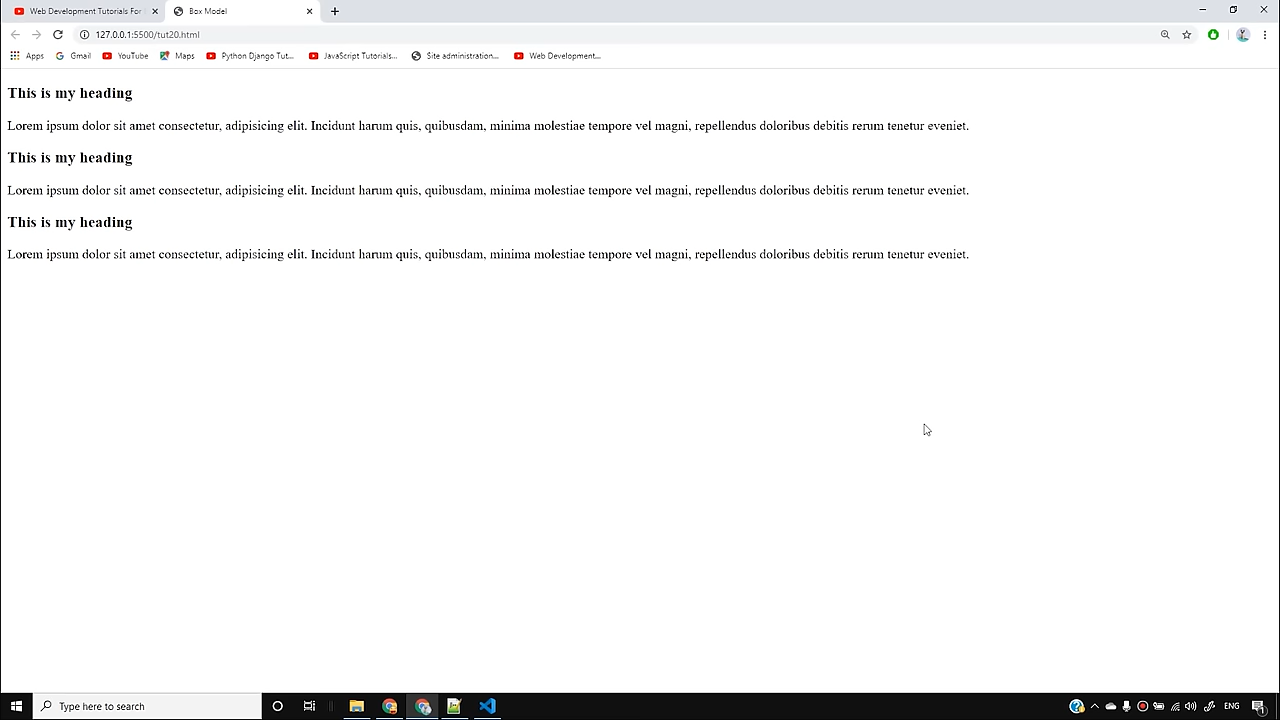 Web Development Tutorials For
Box Model
127.0.0.1:5500/tut20.html
Apps Gmail YouTube Maps Python Django Tut... JavaScript Tutorials... Site administration... Web Development...
This is my heading
Lorem ipsum dolor sit amet consectetur, adipisicing elit. Incidunt harum quis, quibusdam, minima molestiae tempore vel magni, repellendus doloribus debitis rerum tenetur eveniet.
This is my heading
Lorem ipsum dolor sit amet consectetur, adipisicing elit. Incidunt harum quis, quibusdam, minima molestiae tempore vel magni, repellendus doloribus debitis rerum tenetur eveniet.
This is my heading
Lorem ipsum dolor sit amet consectetur, adipisicing elit. Incidunt harum quis, quibusdam, minima molestiae tempore vel magni, repellendus doloribus debitis rerum tenetur eveniet.
Type here to search
ENG